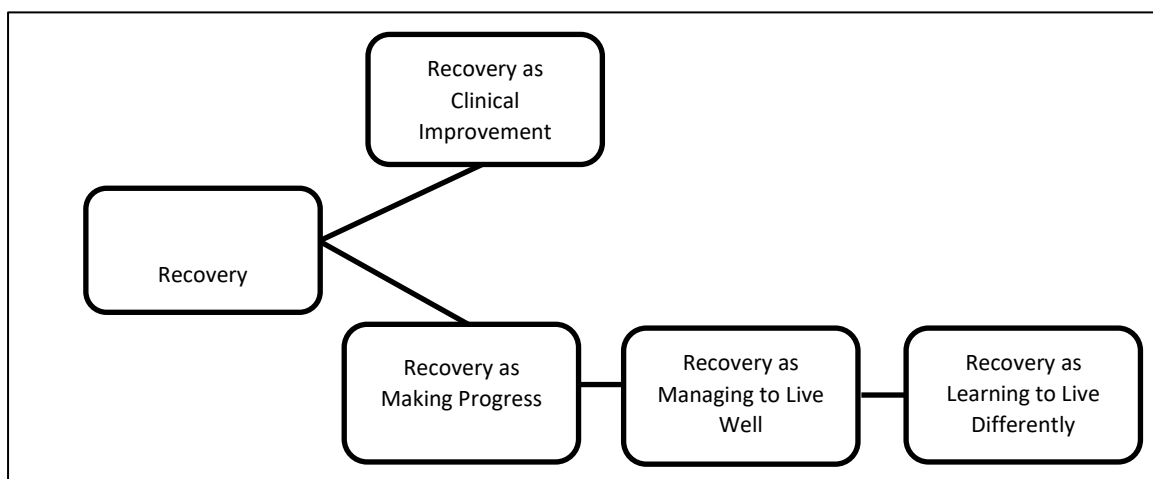 Recovery as
Clinical
Improvement
Recovery
Recovery as
Making Progress
Recovery as
Managing to Live
Well
Recovery as
Learning to Live
Differently